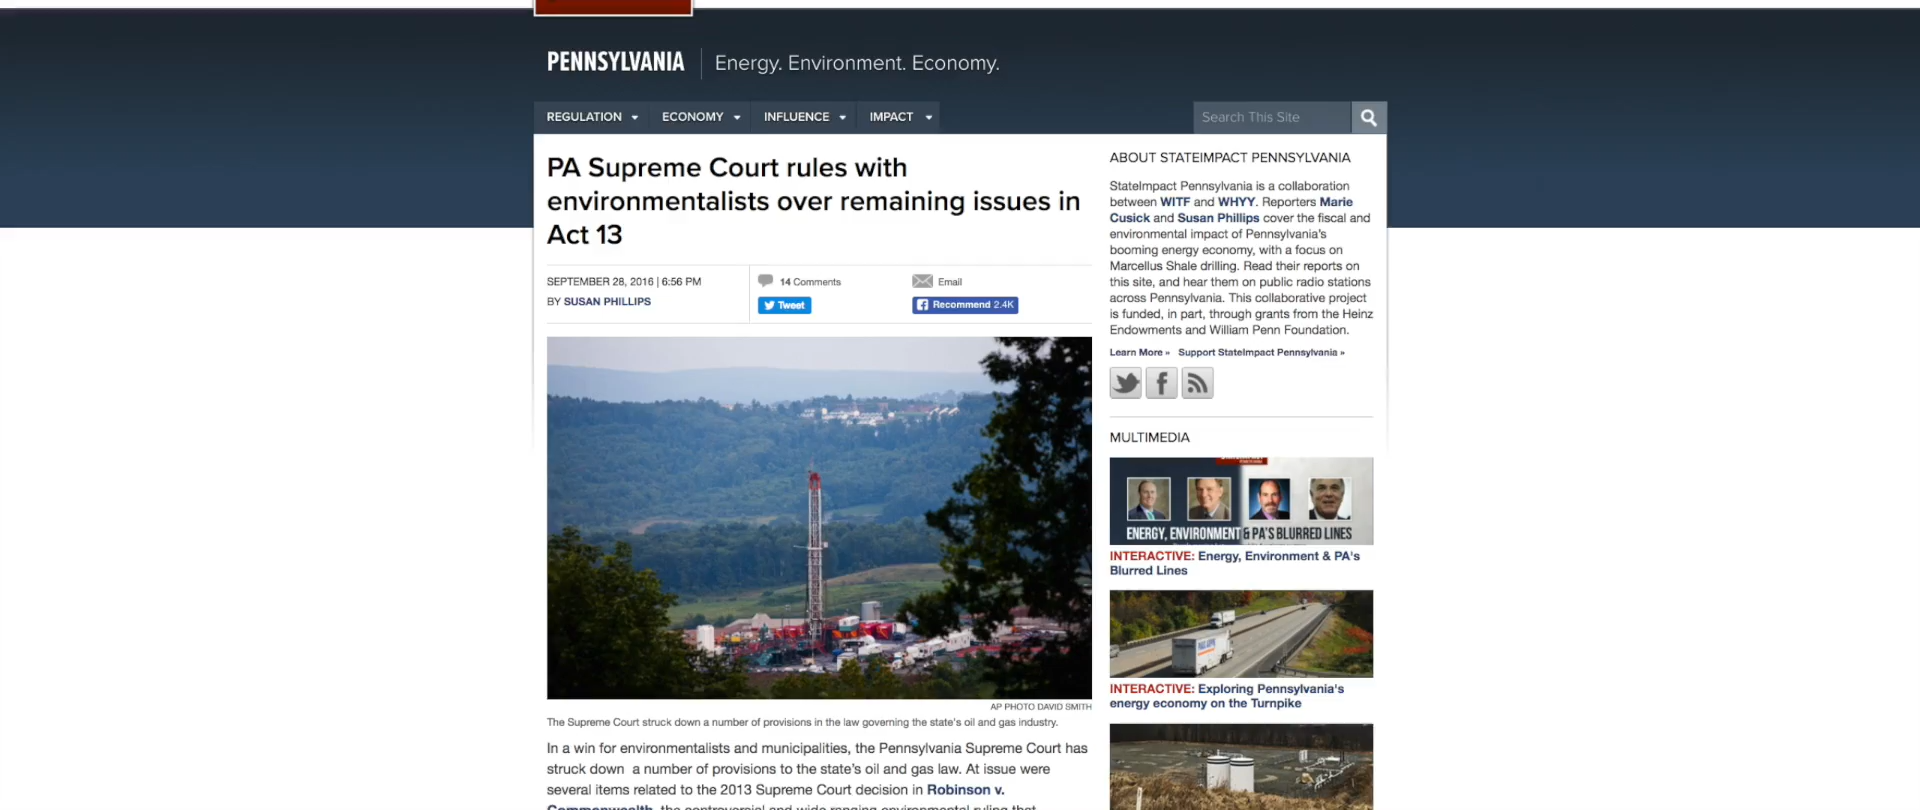 PENNSYLVANIA
Energy. Environment. Economy.
REGULATION
ECONOMY
INFLUENCE
IMPACT
Search This Site
PA Supreme Court rules with
environmentalists over remaining issues in
Act 13
SEPTEMBER 28, 2016 | 6:56 PM
BY SUSAN PHILLIPS
14 Comments
Email
Tweet
Recommend 2.4K
AP PHOTO DAVID SMITH
The Supreme Court struck down a number of provisions in the law governing the state's oil and gas industry.
In a win for environmentalists and municipalities, the Pennsylvania Supreme Court has
struck down a number of provisions to the state's oil and gas law. At issue were
several items related to the 2013 Supreme Court decision in Robinson v.
Commonwealth, the controversial and wide ranging environmental ruling that
ABOUT STATEIMPACT PENNSYLVANIA
StateImpact Pennsylvania is a collaboration
between WITF and WHYY. Reporters Marie
Cusick and Susan Phillips cover the fiscal and
environmental impact of Pennsylvania's
booming energy economy, with a focus on
Marcellus Shale drilling. Read their reports on
this site, and hear them on public radio stations
across Pennsylvania. This collaborative project
is funded, in part, through grants from the Heinz
Endowments and William Penn Foundation.
Learn More » Support StateImpact Pennsylvania »
MULTIMEDIA
ENERGY, ENVIRONMENT & PA'S BLURRED LINES
INTERACTIVE: Energy, Environment & PA's
Blurred Lines
INTERACTIVE: Exploring Pennsylvania's
energy economy on the Turnpike